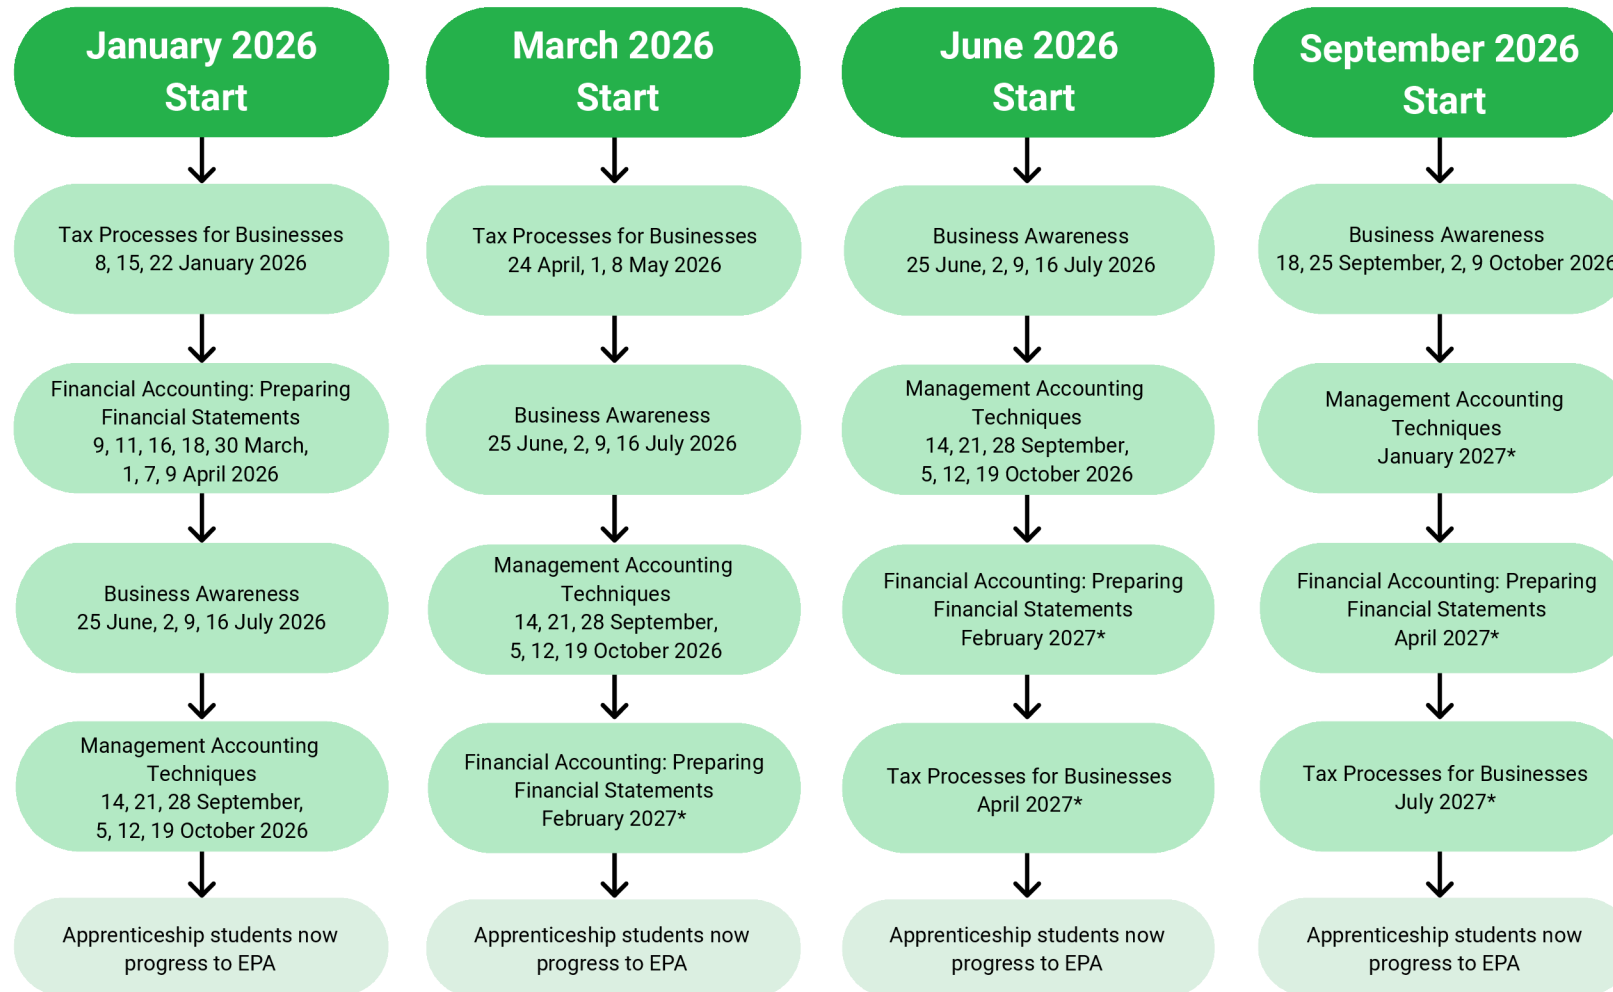 January 2026
Start
Tax Processes for Businesses
8, 15, 22 January 2026
Financial Accounting: Preparing
Financial Statements
9, 11, 16, 18, 30 March,
1, 7, 9 April 2026
Business Awareness
25 June, 2, 9, 16 July 2026
Management Accounting
Techniques
14, 21, 28 September,
5, 12, 19 October 2026
Apprenticeship students now
progress to EPA
March 2026
Start
Tax Processes for Businesses
24 April, 1, 8 May 2026
Business Awareness
25 June, 2, 9, 16 July 2026
Management Accounting
Techniques
14, 21, 28 September,
5, 12, 19 October 2026
Financial Accounting: Preparing
Financial Statements
February 2027*
Apprenticeship students now
progress to EPA
June 2026
Start
Business Awareness
25 June, 2, 9, 16 July 2026
Management Accounting
Techniques
14, 21, 28 September,
5, 12, 19 October 2026
Financial Accounting: Preparing
Financial Statements
February 2027*
Tax Processes for Businesses
April 2027*
Apprenticeship students now
progress to EPA
September 2026
Start
Business Awareness
18, 25 September, 2, 9 October 2026
Management Accounting
Techniques
January 2027*
Financial Accounting: Preparing
Financial Statements
April 2027*
Tax Processes for Businesses
July 2027*
Apprenticeship students now
progress to EPA